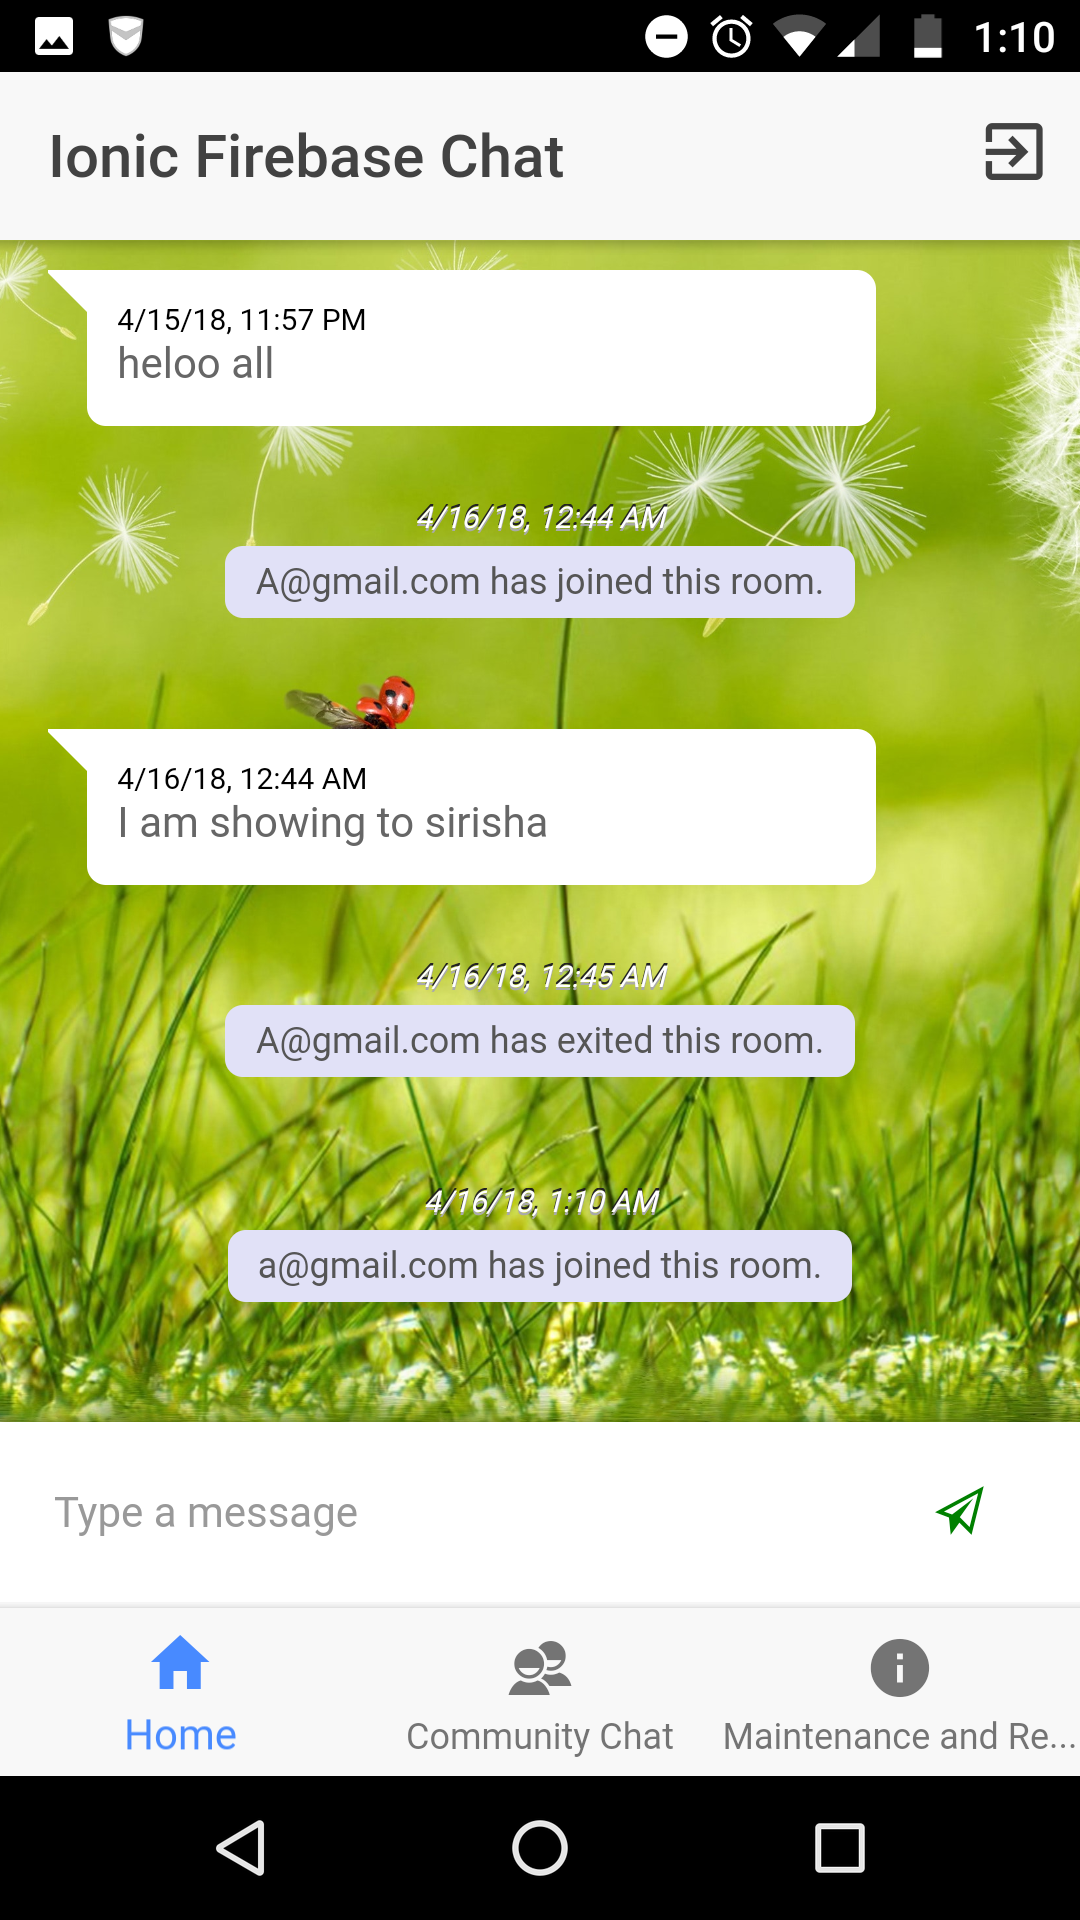 1:10
Ionic Firebase Chat
4/15/18, 11:57 PM
heloo all
4/16/18, 12:44 AM
A@gmail.com has joined this room.
4/16/18, 12:44 AM
I am showing to sirisha
4/16/18, 12:45 AM
A@gmail.com has exited this room.
4/16/18, 1:10 AM
a@gmail.com has joined this room.
Type a message
Home
Community Chat
Maintenance and Re...